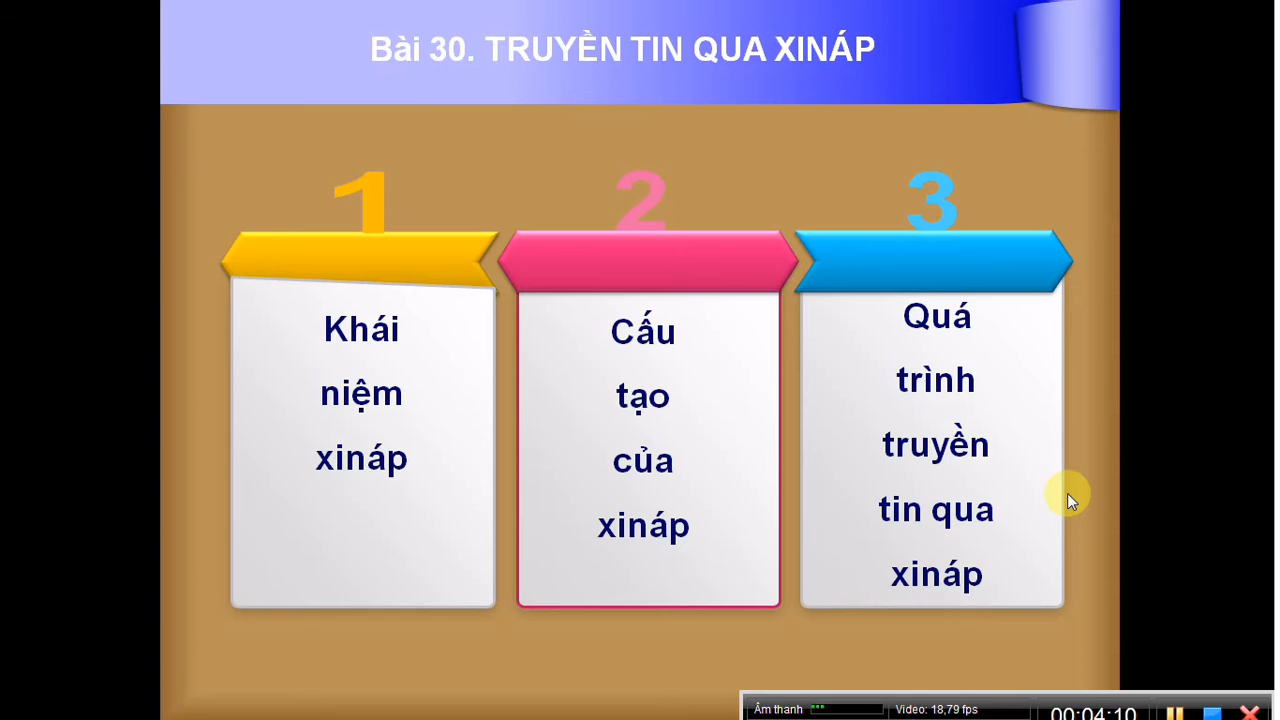 Bài 30. TRUYỀN TIN QUA XINÁP
1
2
3
Khái
niệm
xináp
Cấu
tạo
của
xináp
Quá
trình
truyền
tin qua
xináp
Âm thanh
Video: 18,79 fps
00:04:10